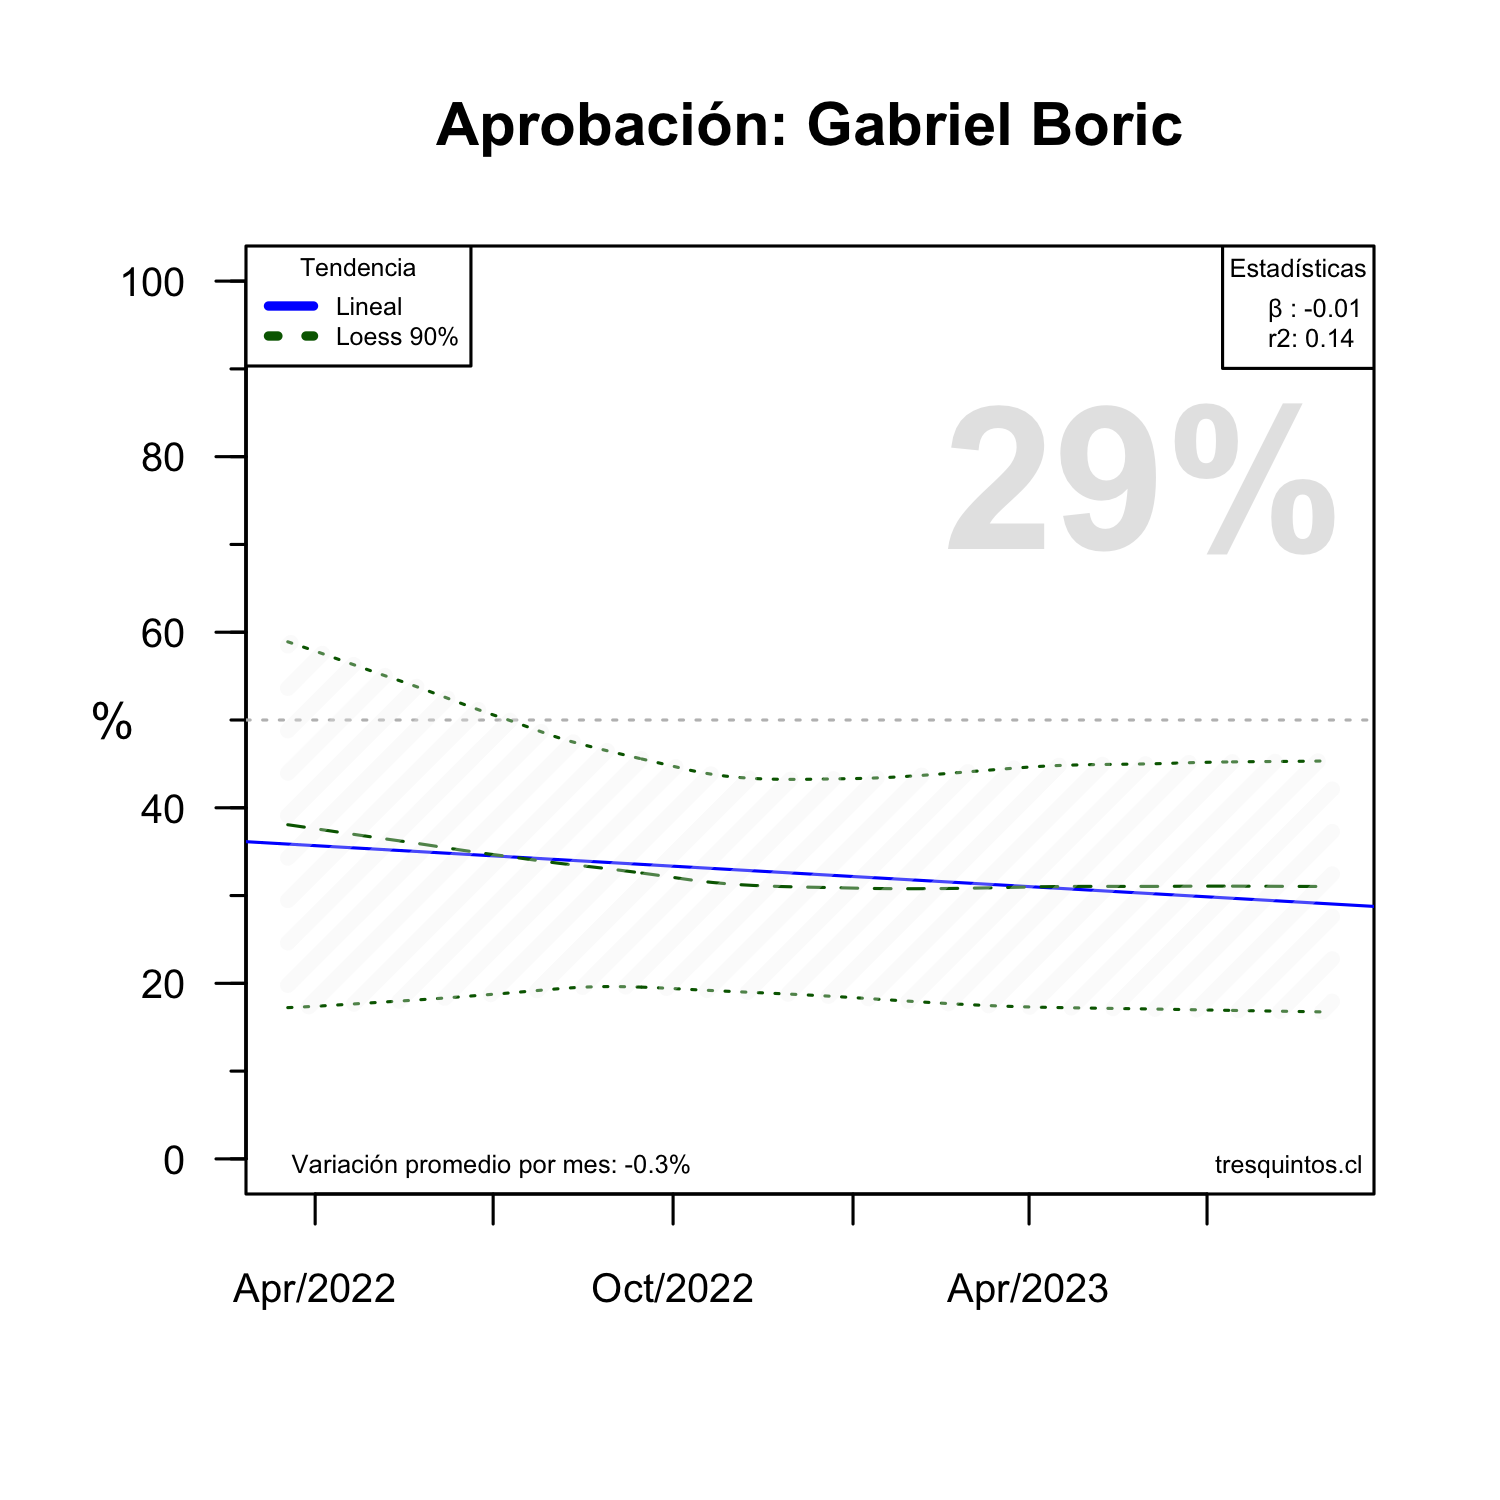 Aprobación: Gabriel Boric
Tendencia
Lineal
Loess 90%
Estadísticas
β : -0.01
r2: 0.14
29%
100
80
60
%
40
20
0
Variación promedio por mes: -0.3%
tresquintos.cl
Apr/2022
Oct/2022
Apr/2023